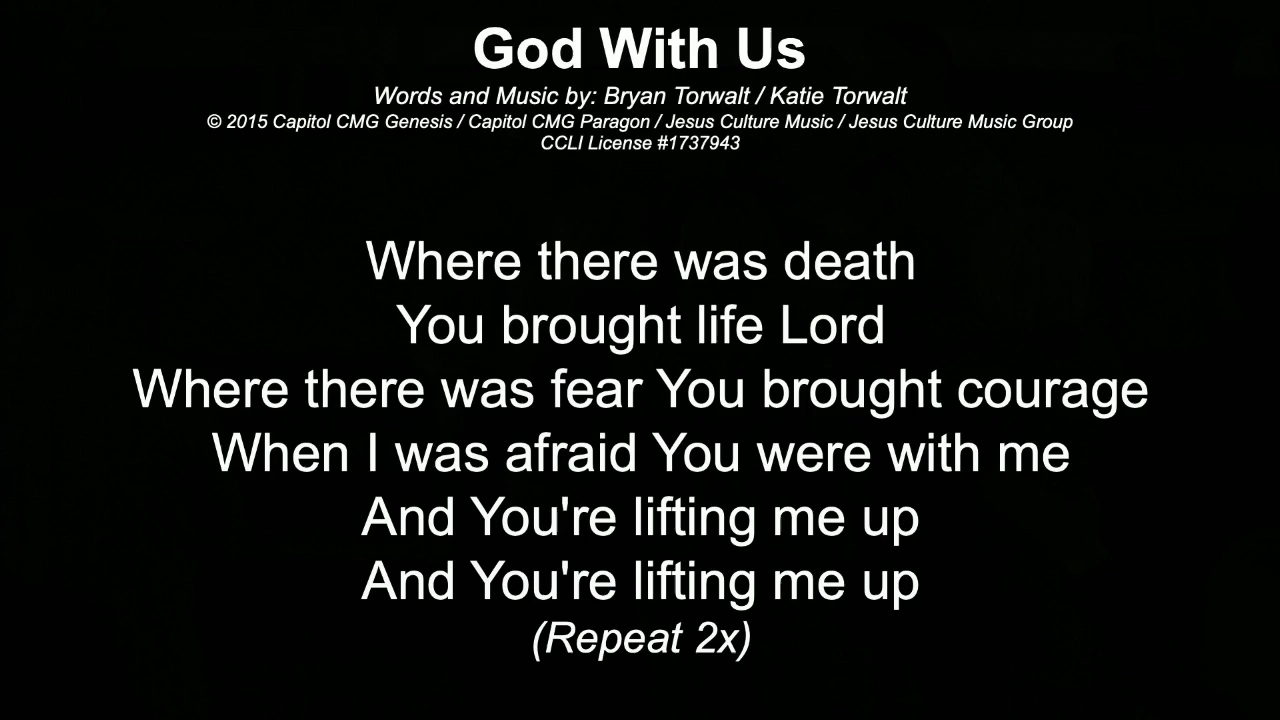 God With Us
Words and Music by: Bryan Torwalt / Katie Torwalt
© 2015 Capitol CMG Genesis / Capitol CMG Paragon / Jesus Culture Music / Jesus Culture Music Group
CCLI License #1737943
Where there was death
You brought life Lord
Where there was fear You brought courage
When I was afraid You were with me
And You're lifting me up
And You're lifting me up
(Repeat 2x)